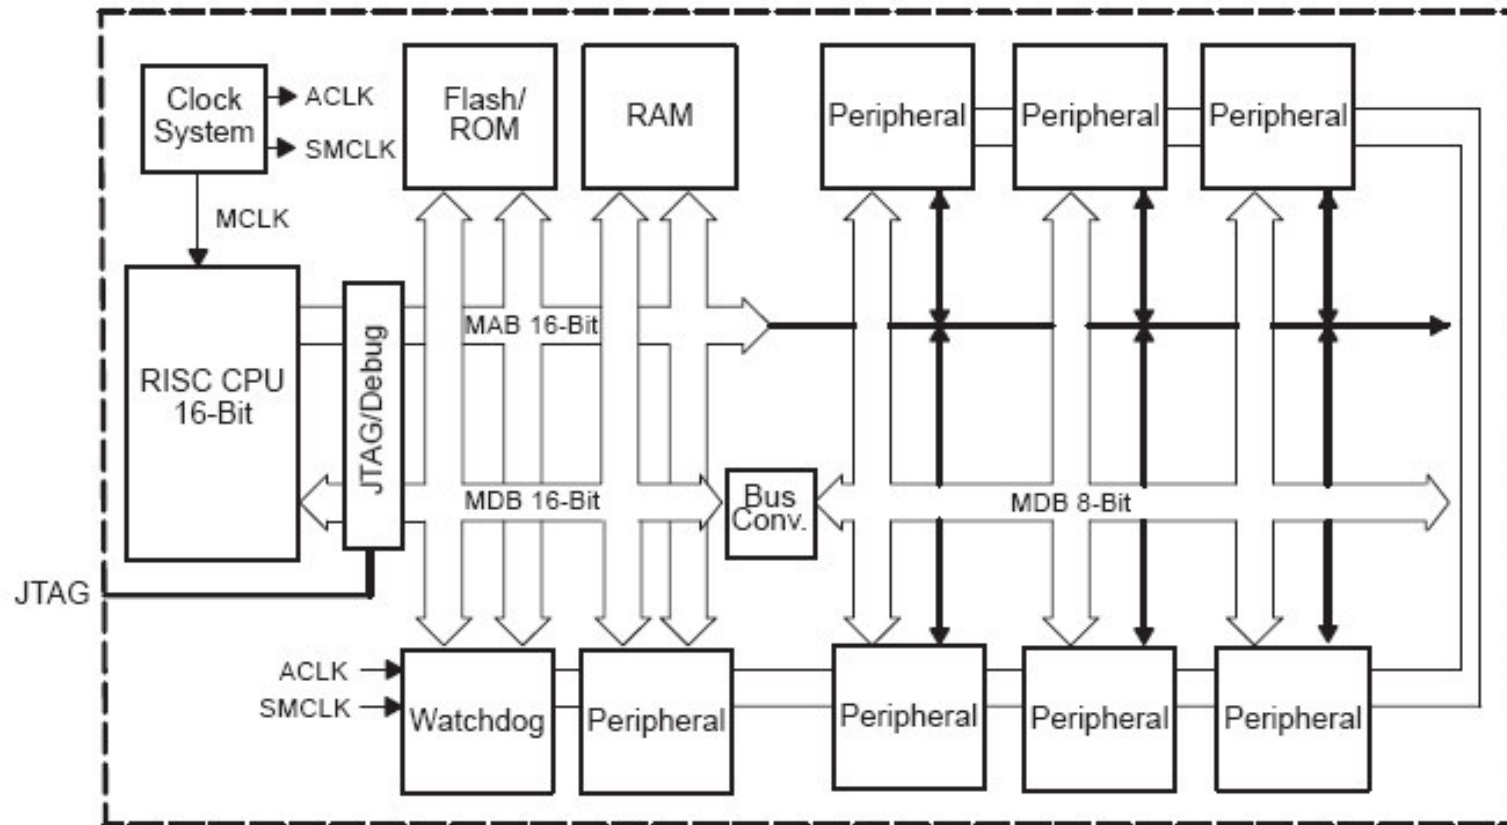 Clock
System
ACLK
SMCLK
MCLK
Flash/
ROM
RAM
Peripheral
Peripheral
Peripheral
RISC CPU
16-Bit
JTAG/Debug
MAB 16-Bit
MDB 16-Bit
Bus
Conv.
MDB 8-Bit
JTAG
ACLK
SMCLK
Watchdog
Peripheral
Peripheral
Peripheral
Peripheral